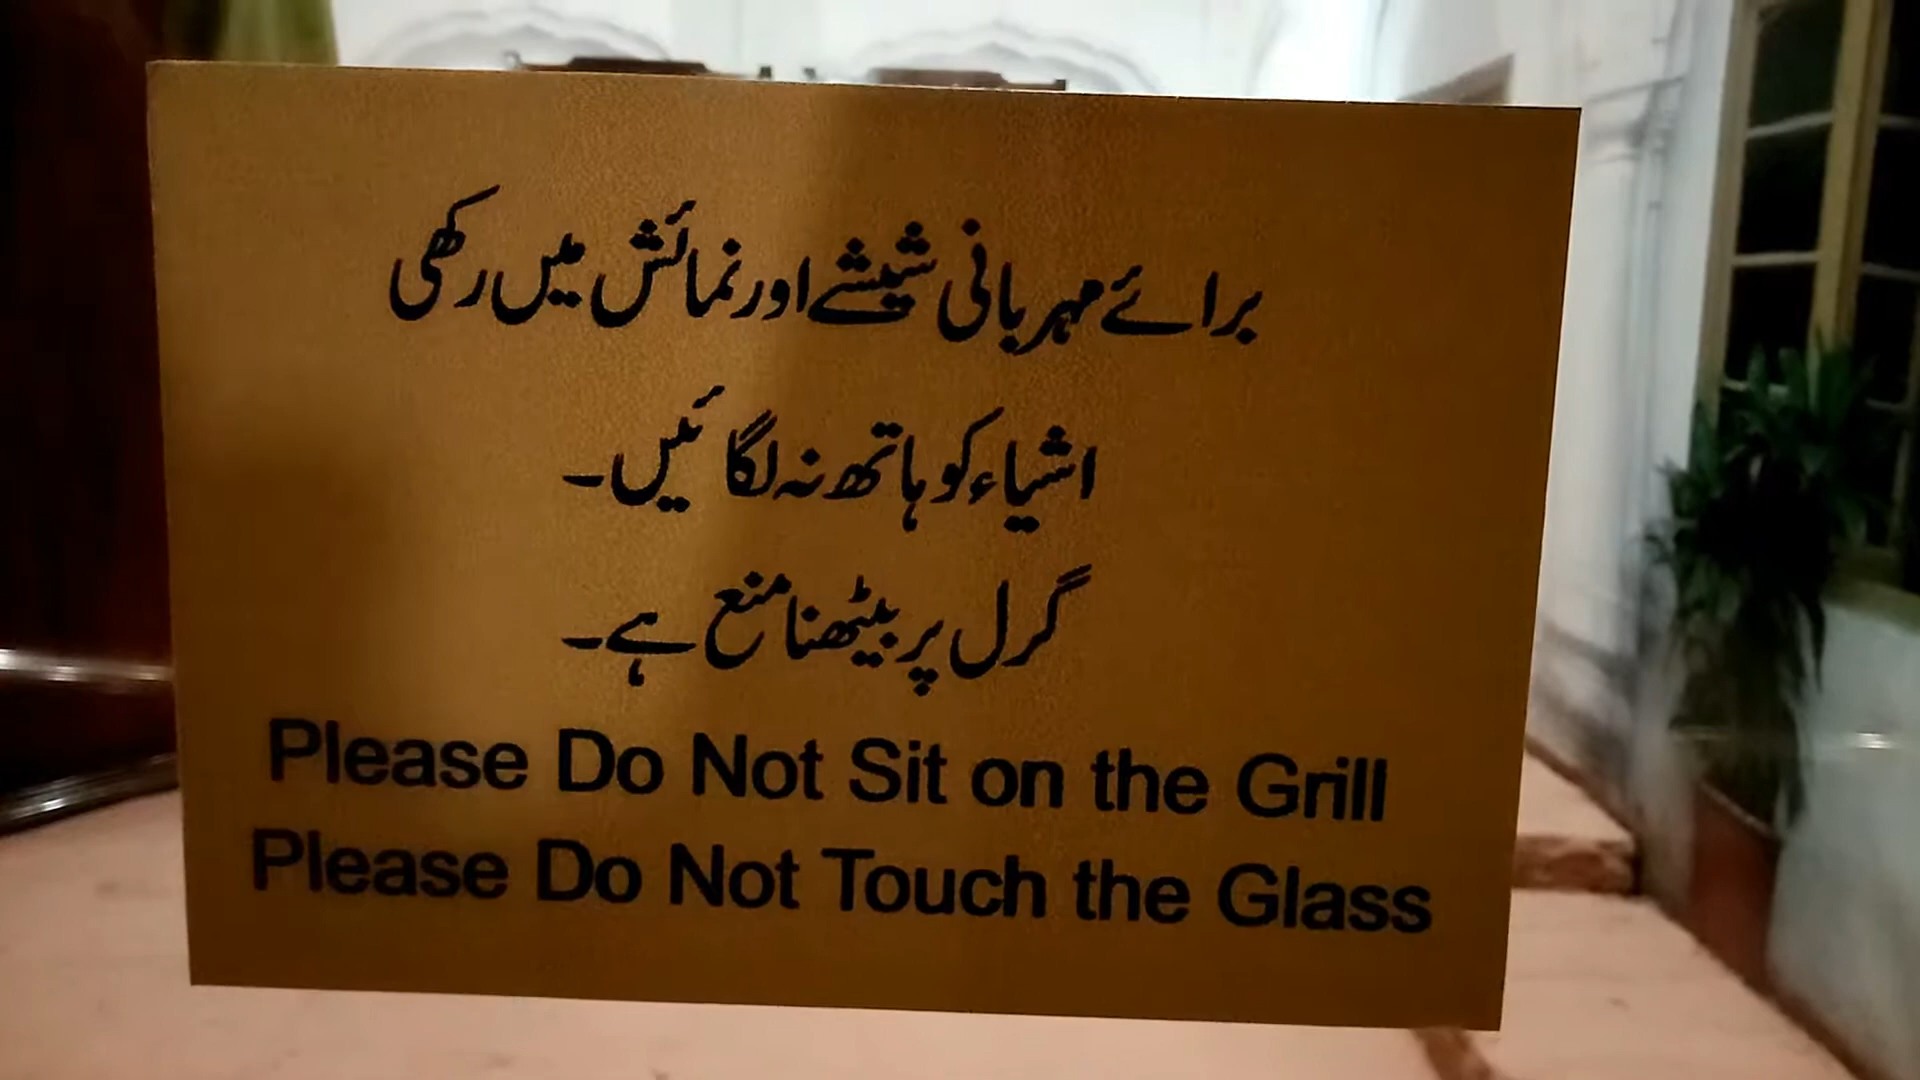 برائے مہربانی شیشے اور نمائش میں رکھی
اشیاء کو ہاتھ نہ لگائیں۔
گرل پر بیٹھنا منع ہے۔
Please Do Not Sit on the Grill
Please Do Not Touch the Glass